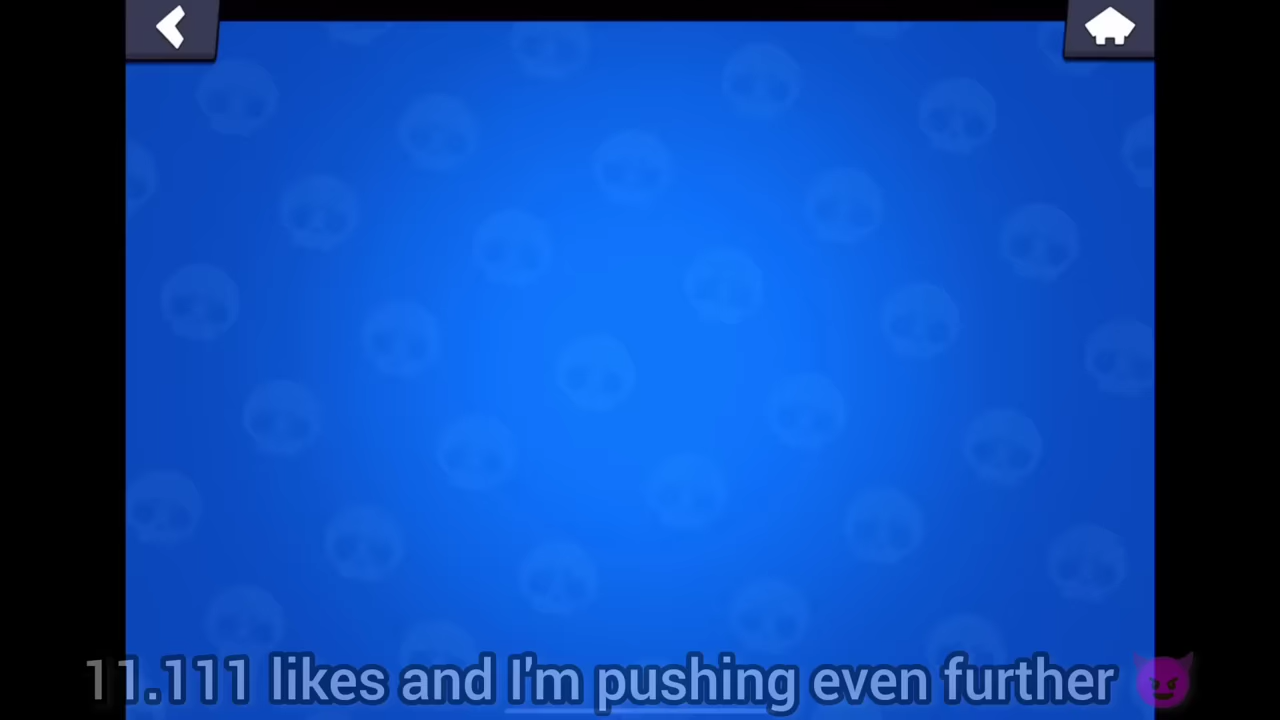 11.111 likes and I'm pushing even further 😈